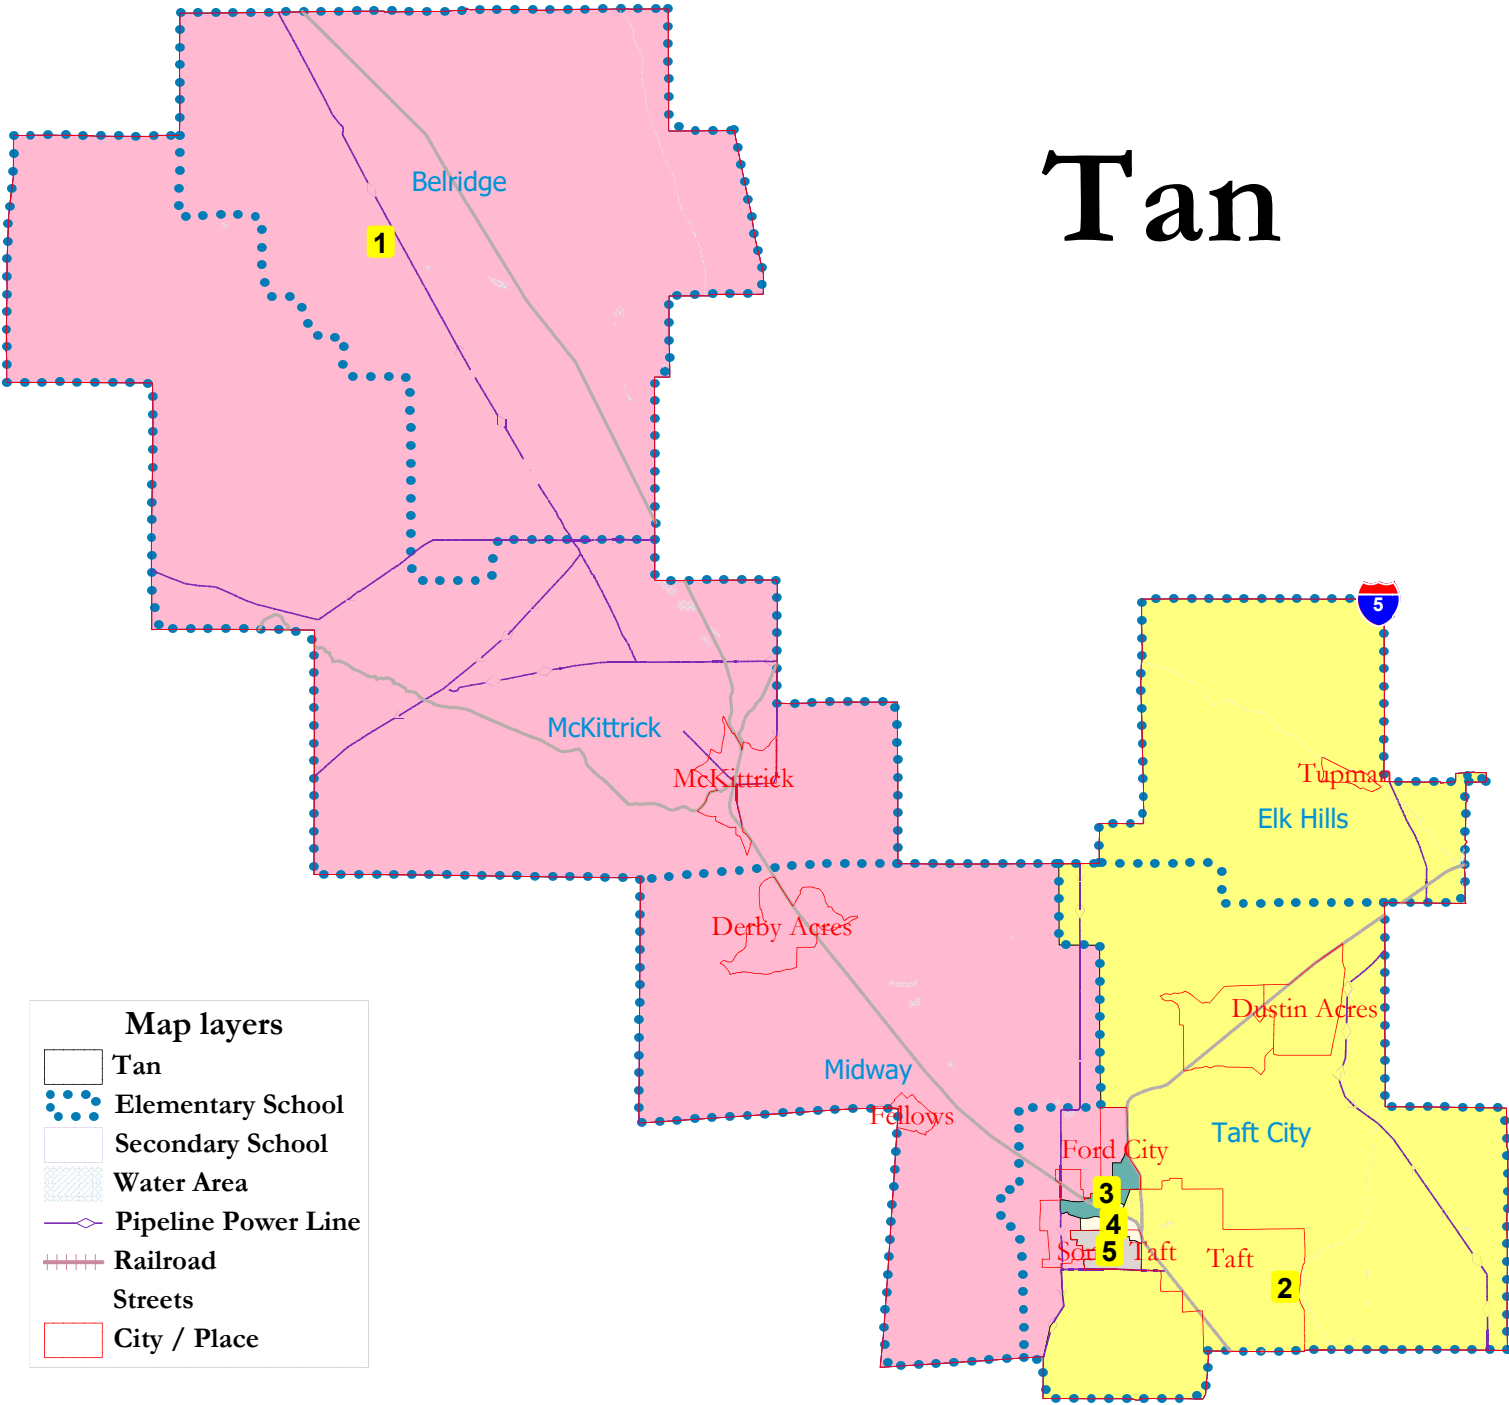 Tan
Belridge
1
5
McKittrick
McKittrick
Tupman
Elk Hills
Derby Acres
Dustin Acres
Midway
Fellows
Taft City
Ford City
3
4
5
Taft
Taft
2
Map layers
Tan
Elementary School
Secondary School
Water Area
Pipeline Power Line
Railroad
Streets
City / Place